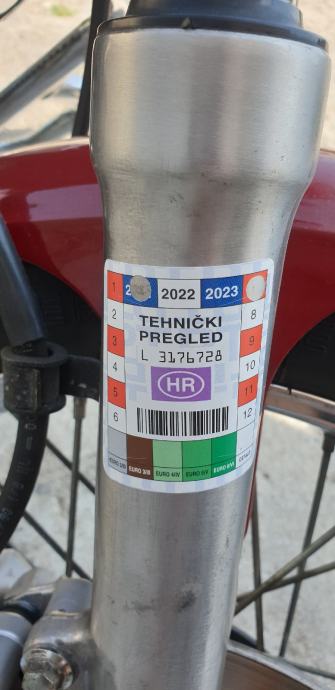 1 2022 2023
2 TEHNIČKI 8
3 PREGLED 9
4 L 3176728 10
5 HR 11
6 12
EURO 3/III EURO 4/IV EURO 5/V EURO 6/VI